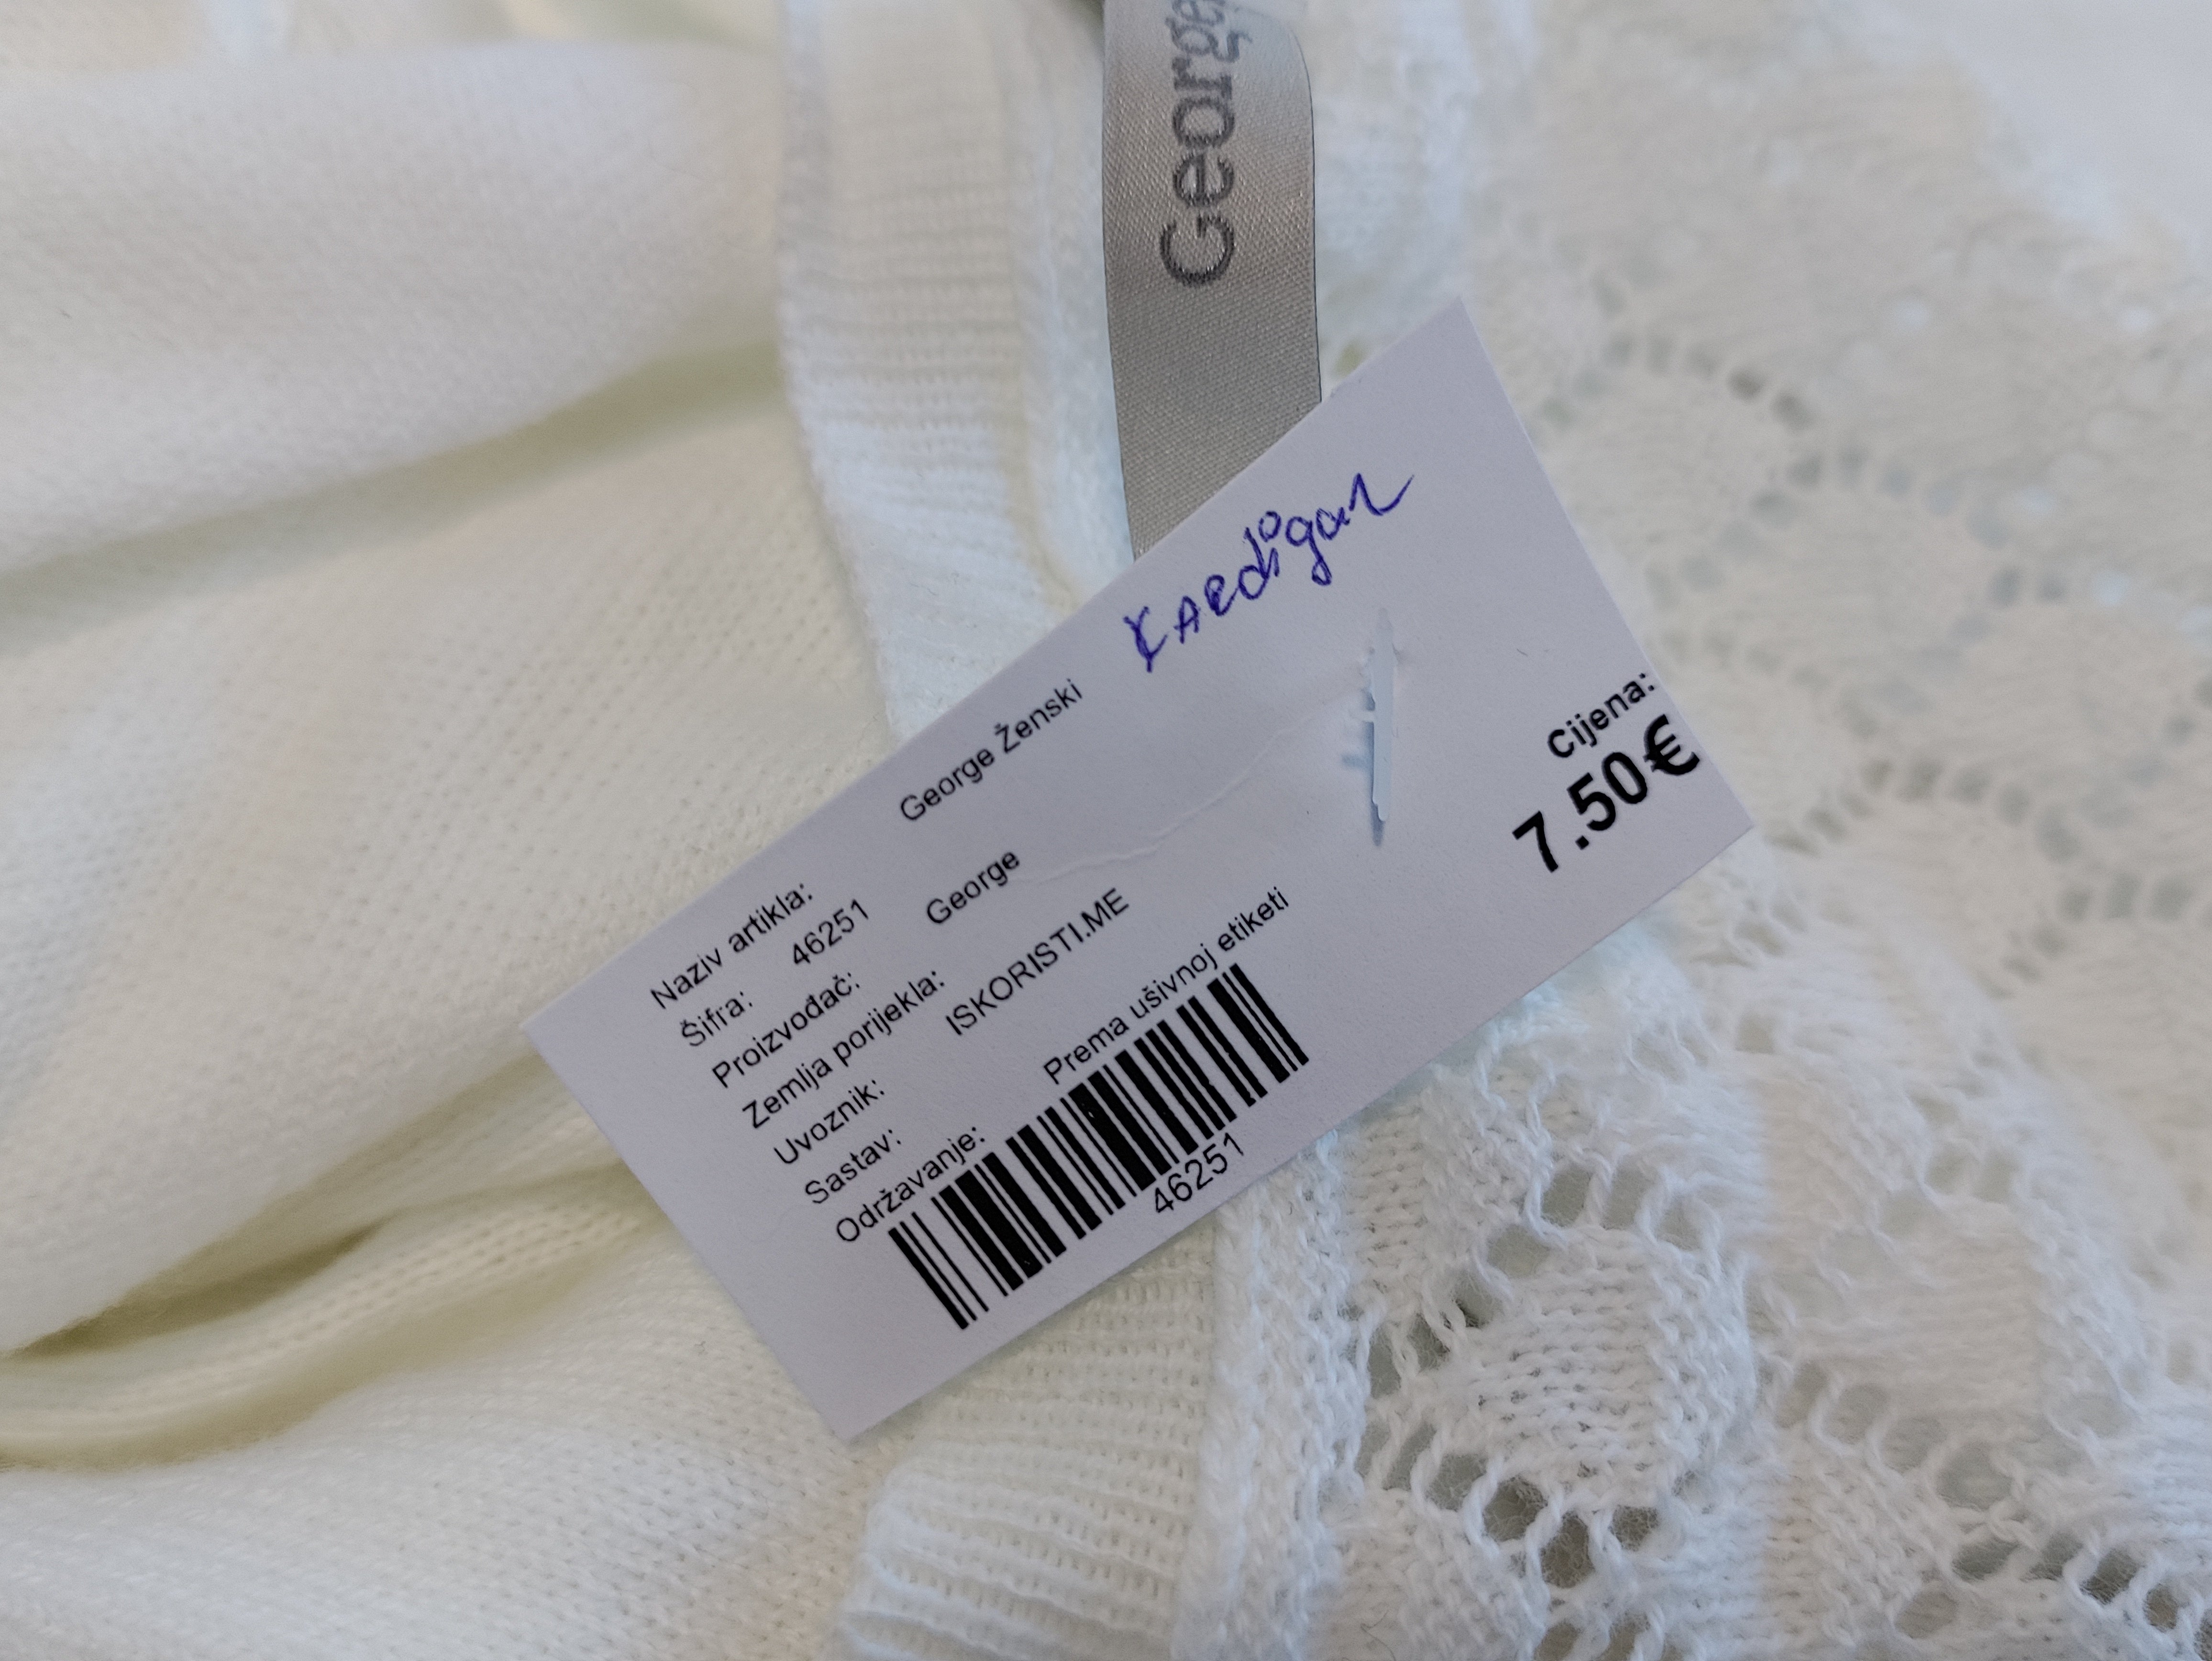 George
Naziv artikla: George Ženski Kardigan
Šifra: 46251
Proizvođač: George
Zemlja porijekla:
Uvoznik: ISKORISTI.ME
Sastav:
Održavanje: Prema ušivnoj etiketi
46251
Cijena:
7.50€